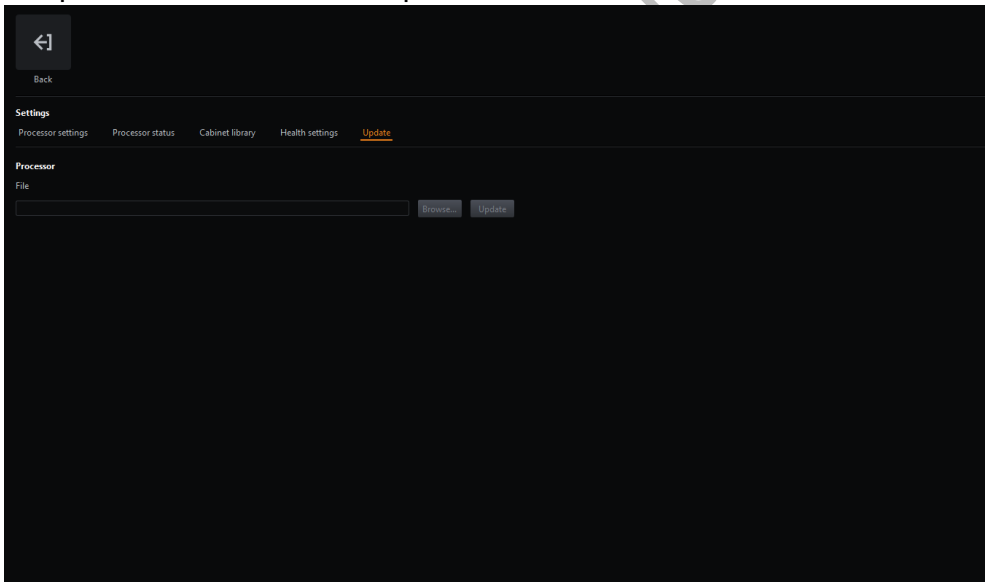 Back
Settings
Processor settings Processor status Cabinet library Health settings Update
Processor
File
Browse... Update